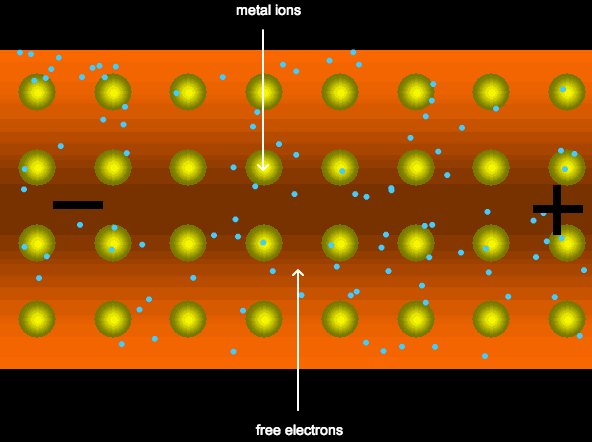 metal ions
− +
free electrons